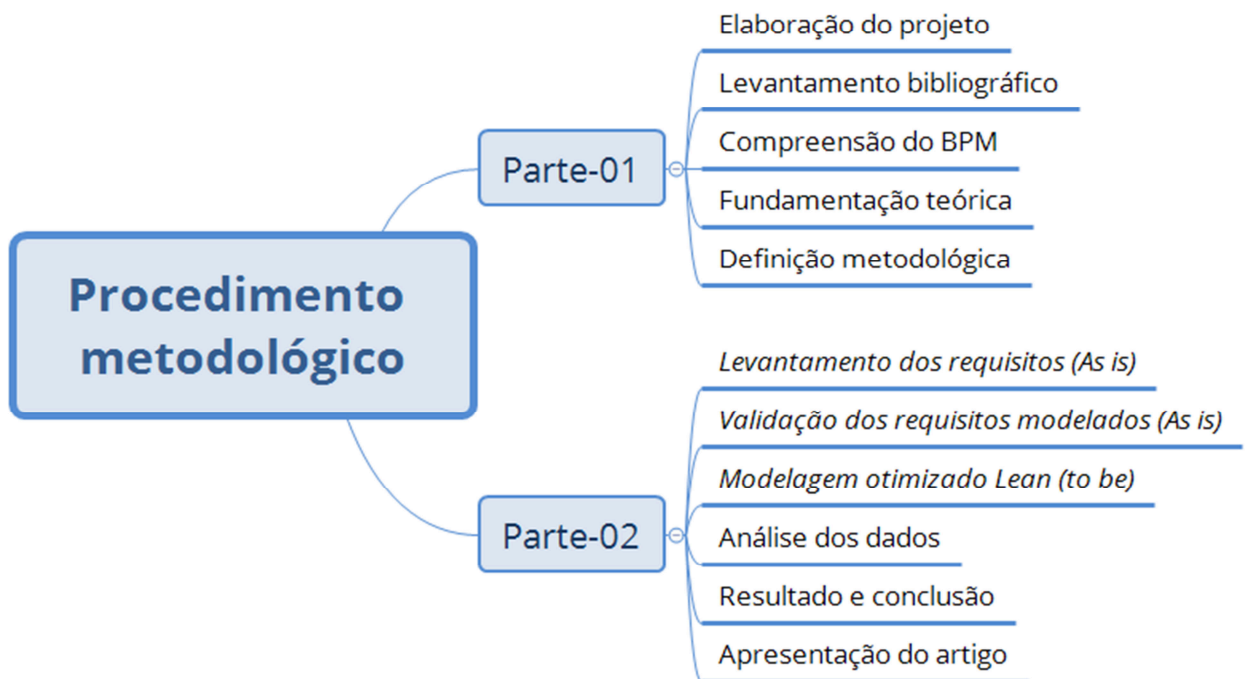 Procedimento
metodológico
Parte-01
Elaboração do projeto
Levantamento bibliográfico
Compreensão do BPM
Fundamentação teórica
Definição metodológica
Parte-02
Levantamento dos requisitos (As is)
Validação dos requisitos modelados (As is)
Modelagem otimizado Lean (to be)
Análise dos dados
Resultado e conclusão
Apresentação do artigo